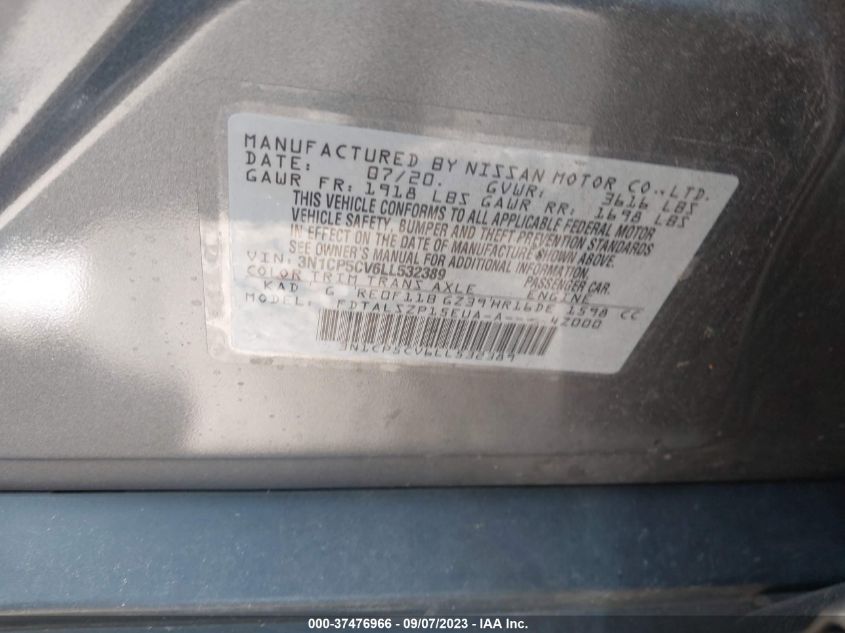 MANUFACTURED BY NISSAN MOTOR CO., LTD.
DATE: 07/20. GVWR: 3616 LBS
GAWR FR: 1918 LBS GAWR RR: 1698 LBS
THIS VEHICLE CONFORMS TO ALL APPLICABLE FEDERAL MOTOR
VEHICLE SAFETY, BUMPER AND THEFT PREVENTION STANDARDS
IN EFFECT ON THE DATE OF MANUFACTURE SHOWN ABOVE.
SEE OWNER'S MANUAL FOR ADDITIONAL INFORMATION
VIN: 3N1CP5CV6LL532389 PASSENGER CAR
COLOR TRIM TRANS AXLE ENGINE
KAD G RE0F11B GZ39 HR16DE 1598 CC
MODEL: FDTALSZP15EUA-A--- 4Z000
3N1CP5CV6LL532389
000-37476966 - 09/07/2023 - IAA Inc.